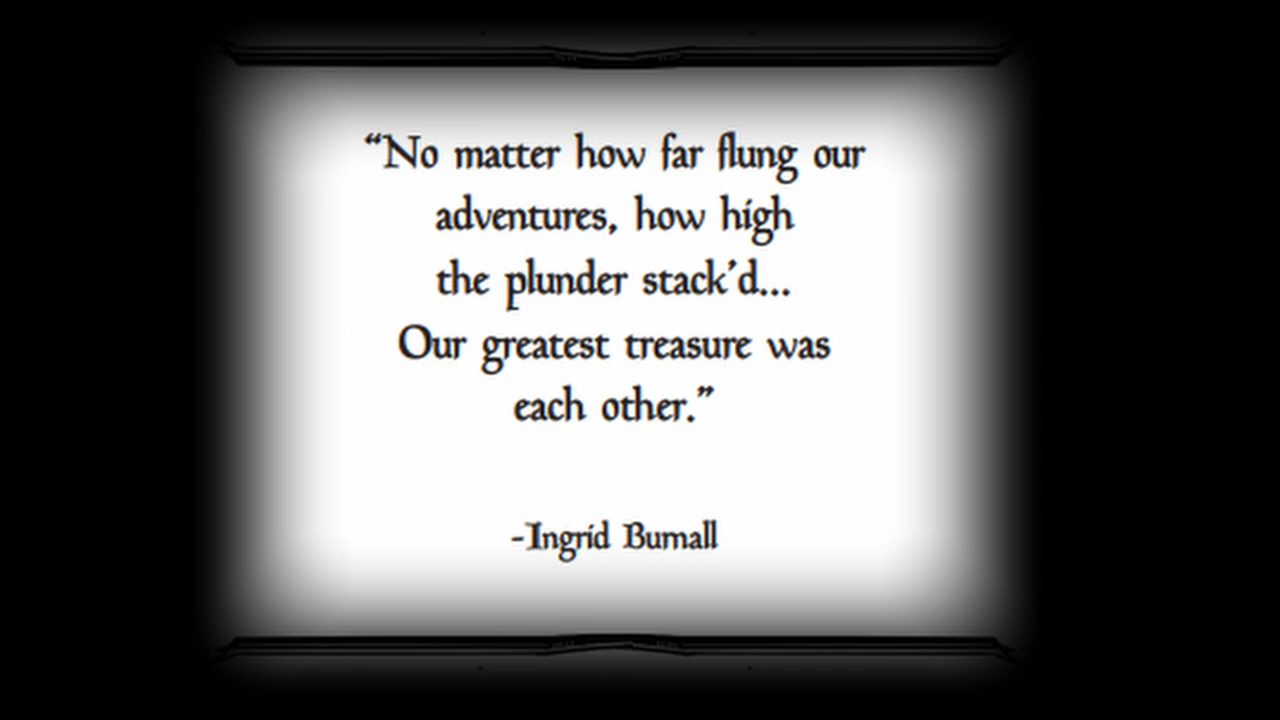 “No matter how far flung our
adventures, how high
the plunder stack’d...
Our greatest treasure was
each other.”
-Ingrid Bumall